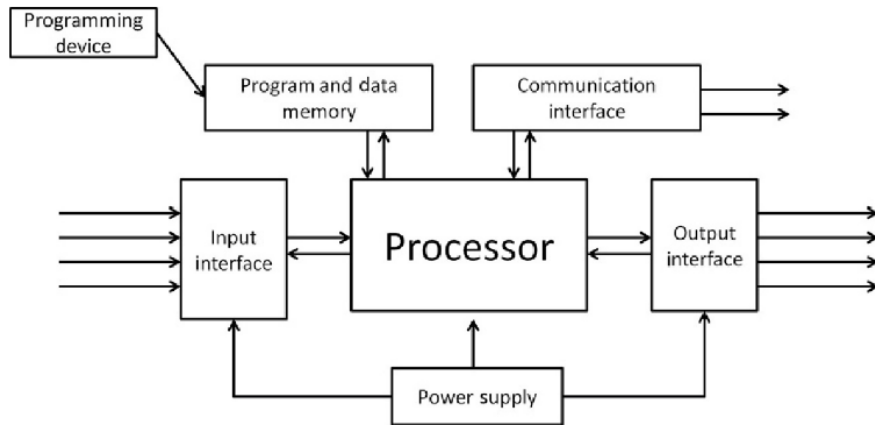 Programming
device
Program and data
memory
Communication
interface
Input
interface
Processor
Output
interface
Power supply